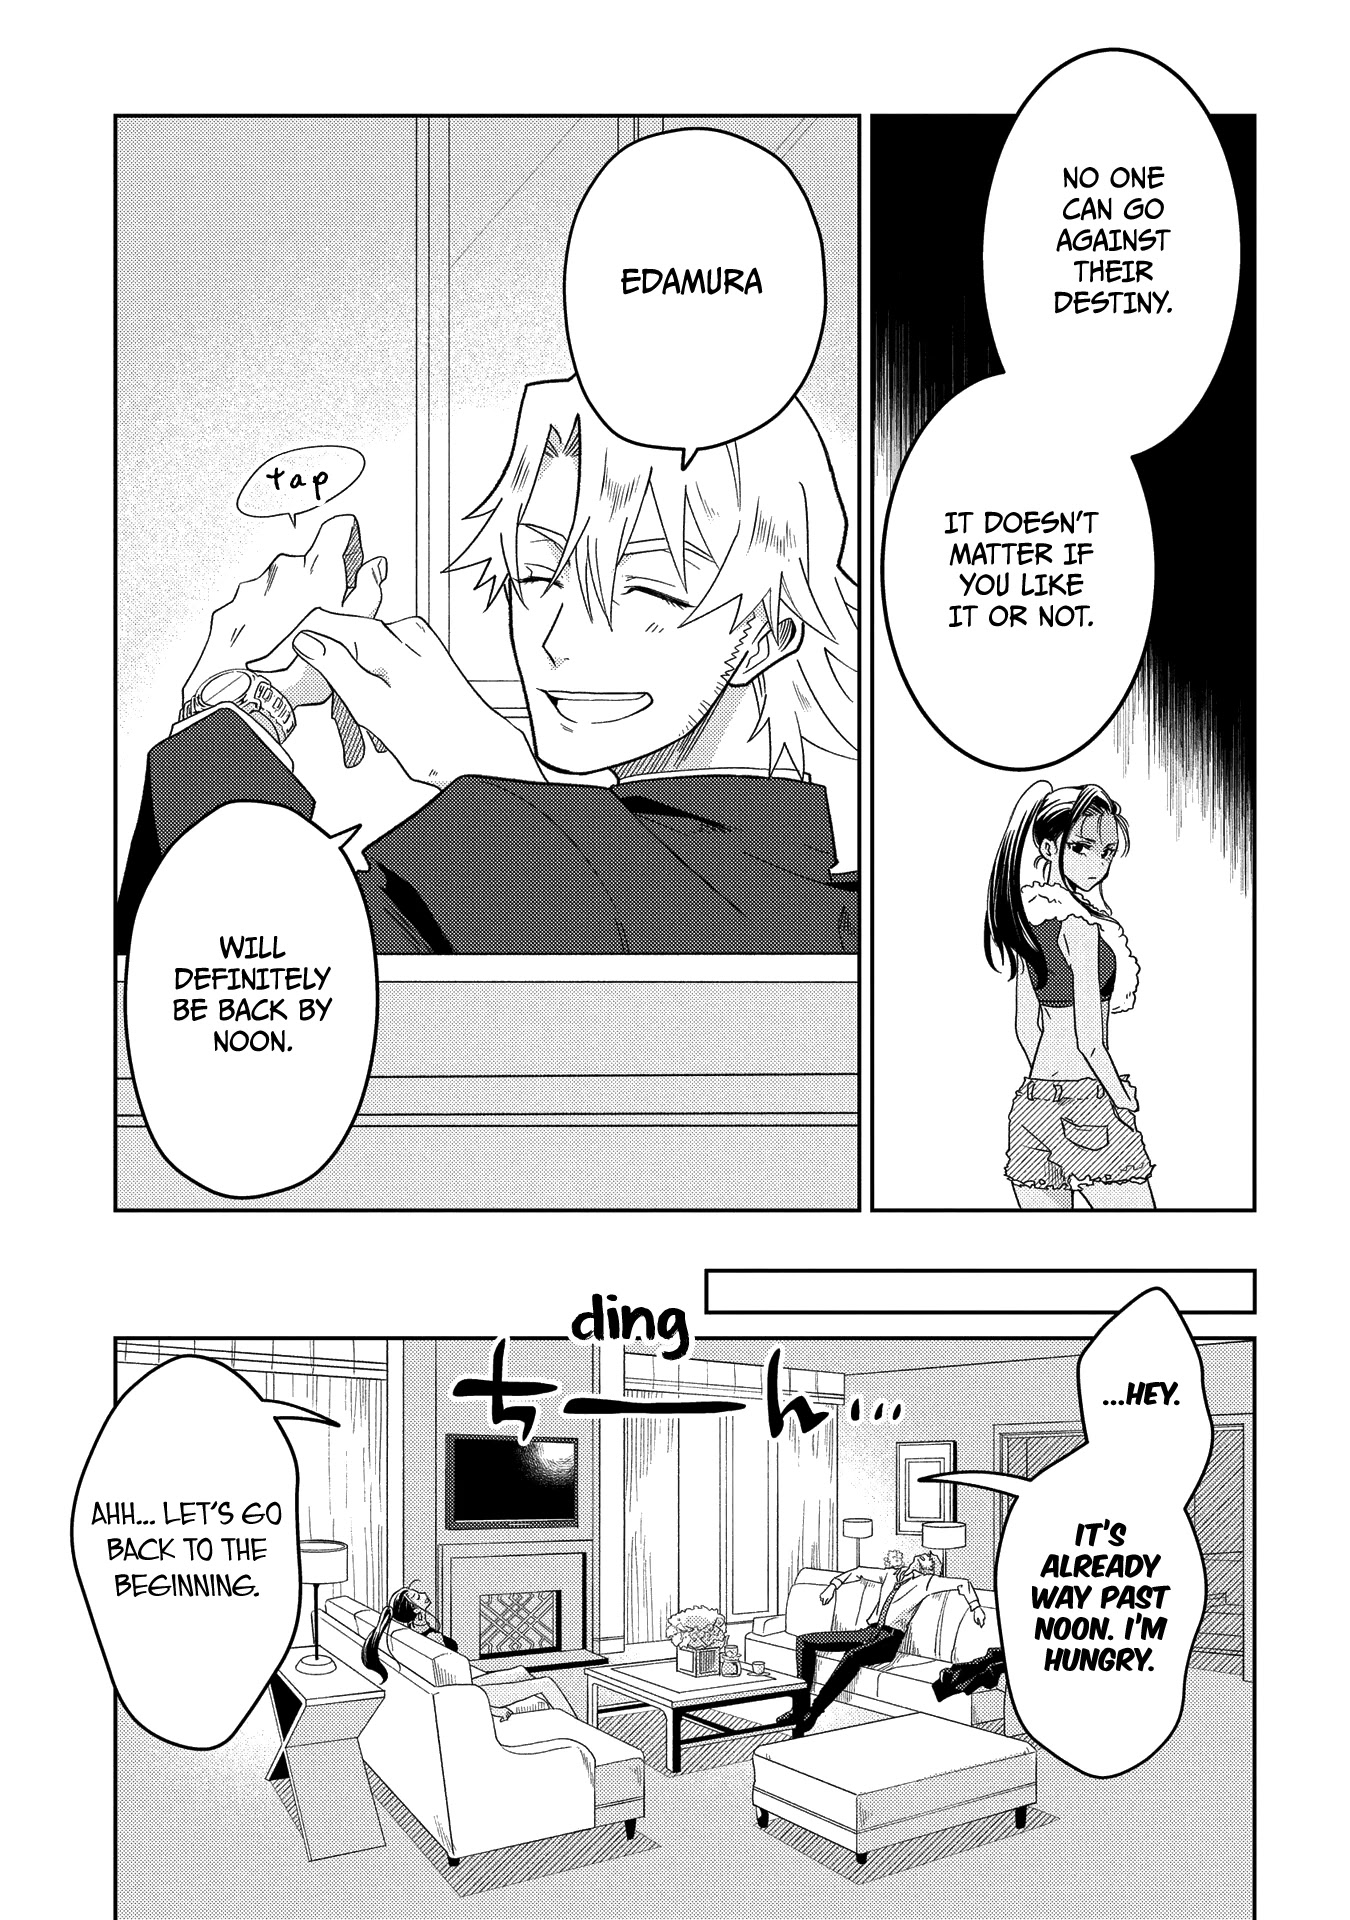 NO ONE
CAN GO
AGAINST
THEIR
DESTINY.
IT DOESN'T
MATTER IF
YOU LIKE
IT OR NOT.
EDAMURA
tap
WILL
DEFINITELY
BE BACK BY
NOON.
...HEY.
IT'S
ALREADY
WAY PAST
NOON. I'M
HUNGRY.
ding
ちーん...
AHH... LET'S GO
BACK TO THE
BEGINNING.